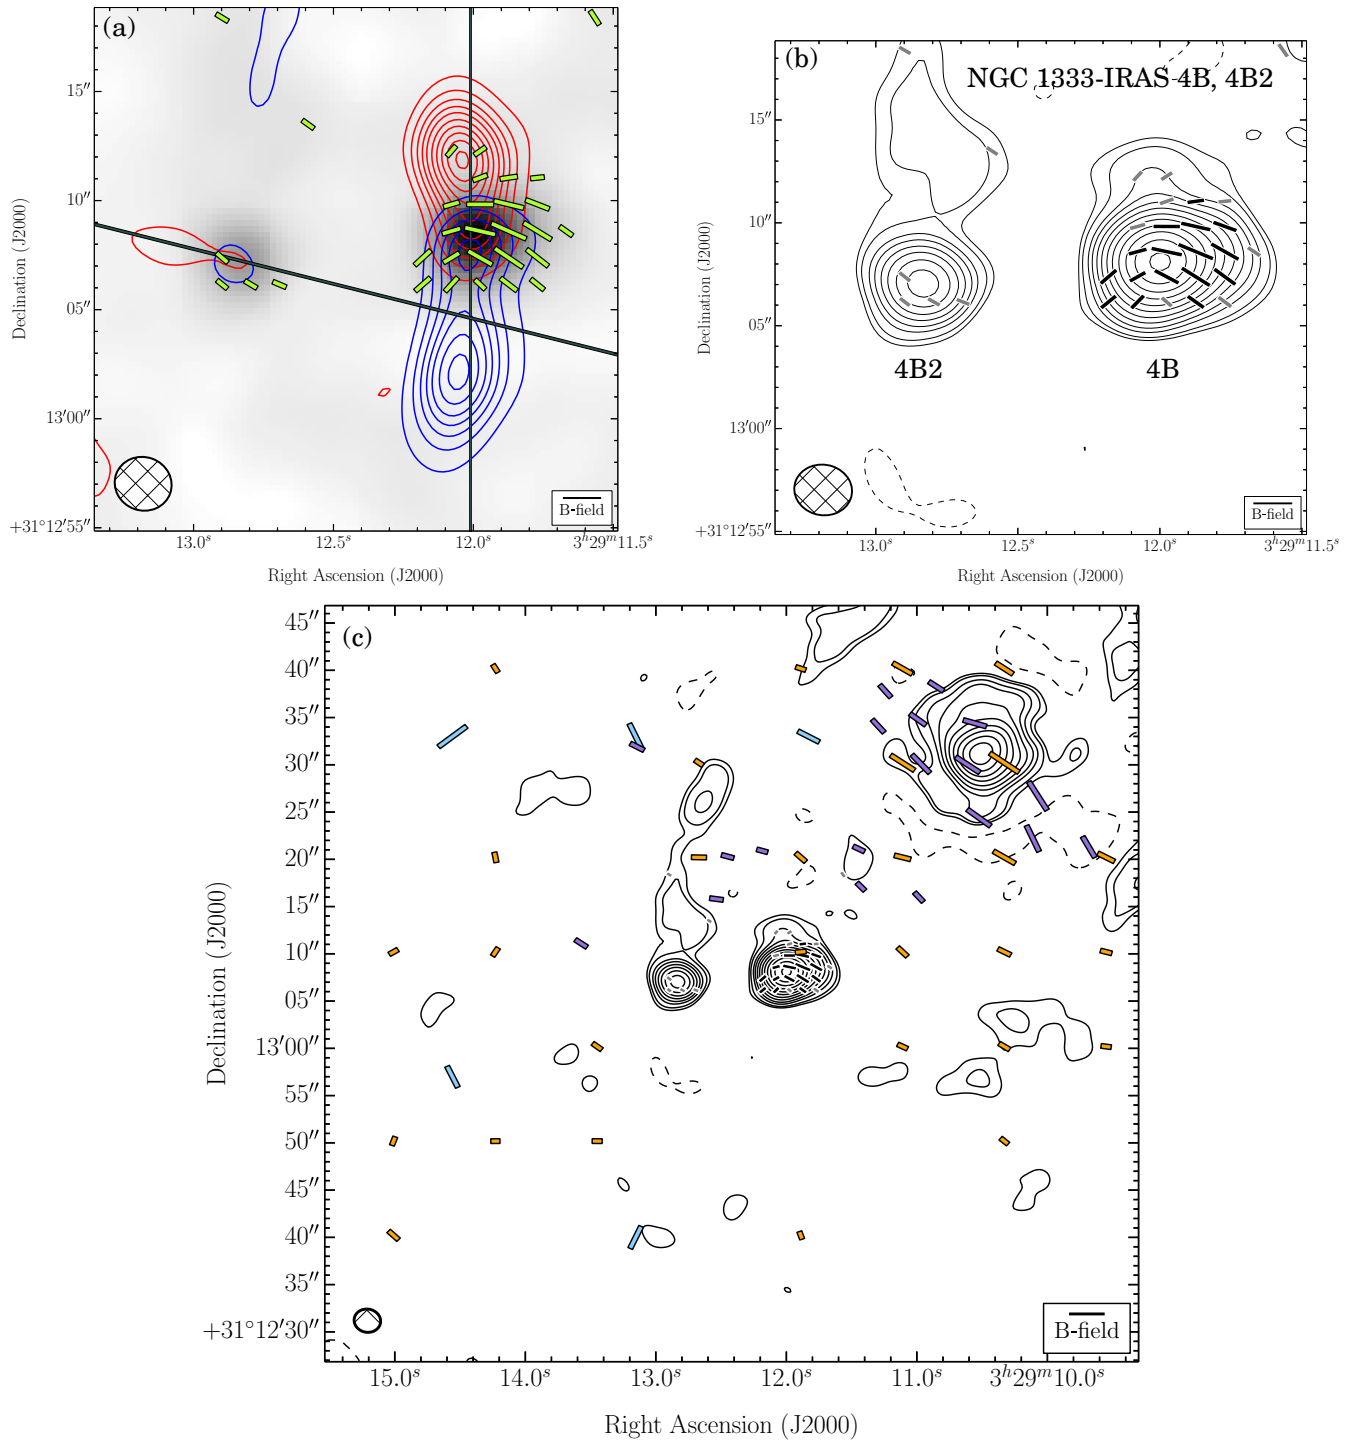 (a)
15″
10″
05″
13′00″
+31°12′55″
Declination (J2000)
13.0ˢ 12.5ˢ 12.0ˢ 3ʰ29ᵐ11.5ˢ
Right Ascension (J2000)
B-field
(b)
NGC 1333-IRAS 4B, 4B2
15″
10″
05″
13′00″
+31°12′55″
Declination (J2000)
4B2 4B
B-field
13.0ˢ 12.5ˢ 12.0ˢ 3ʰ29ᵐ11.5ˢ
Right Ascension (J2000)
(c)
45″
40″
35″
30″
25″
20″
15″
10″
05″
13′00″
55″
50″
45″
40″
35″
+31°12′30″
Declination (J2000)
B-field
15.0ˢ 14.0ˢ 13.0ˢ 12.0ˢ 11.0ˢ 3ʰ29ᵐ10.0ˢ
Right Ascension (J2000)